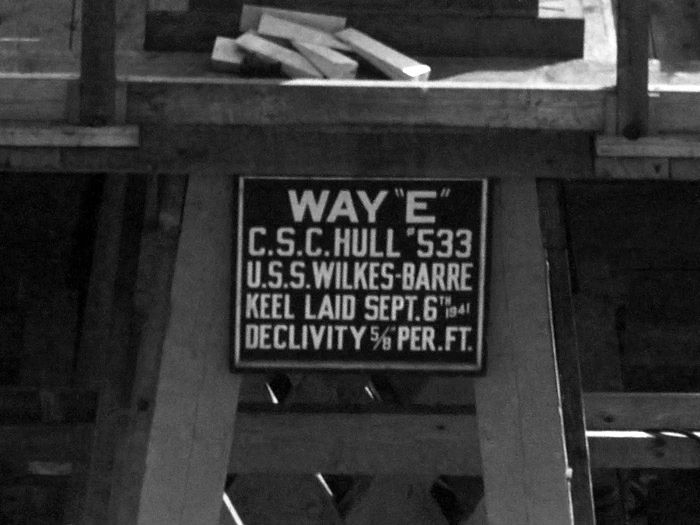 WAY "E"
C.S.C. HULL #533
U.S.S. WILKES-BARRE
KEEL LAID SEPT. 6TH 1941
DECLIVITY 5/8" PER. FT.